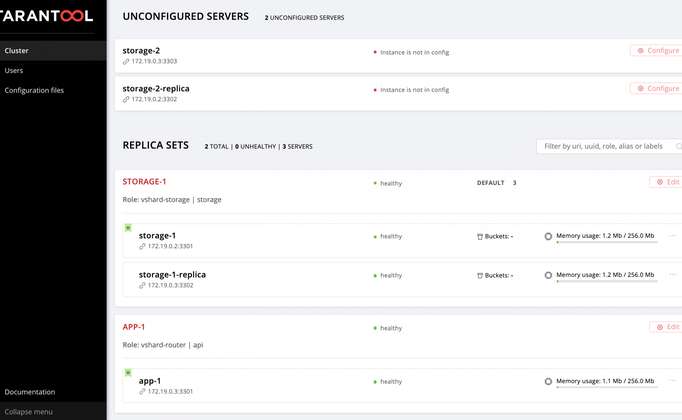 TARANTOOL
Cluster
Users
Configuration files
Documentation
Collapse menu
UNCONFIGURED SERVERS 2 UNCONFIGURED SERVERS
storage-2 Instance is not in config Configure
172.19.0.3:3303
storage-2-replica Instance is not in config Configure
172.19.0.2:3302
REPLICA SETS 2 TOTAL | 0 UNHEALTHY | 3 SERVERS Filter by uri, uuid, role, alias or labels
STORAGE-1 healthy DEFAULT 3 Edit
Role: vshard-storage | storage
storage-1 healthy Buckets: - Memory usage: 1.2 Mb / 256.0 Mb ...
172.19.0.2:3301
storage-1-replica healthy Buckets: - Memory usage: 1.2 Mb / 256.0 Mb ...
172.19.0.3:3302
APP-1 healthy Edit
Role: vshard-router | api
app-1 healthy Memory usage: 1.1 Mb / 256.0 Mb ...
172.19.0.3:3301